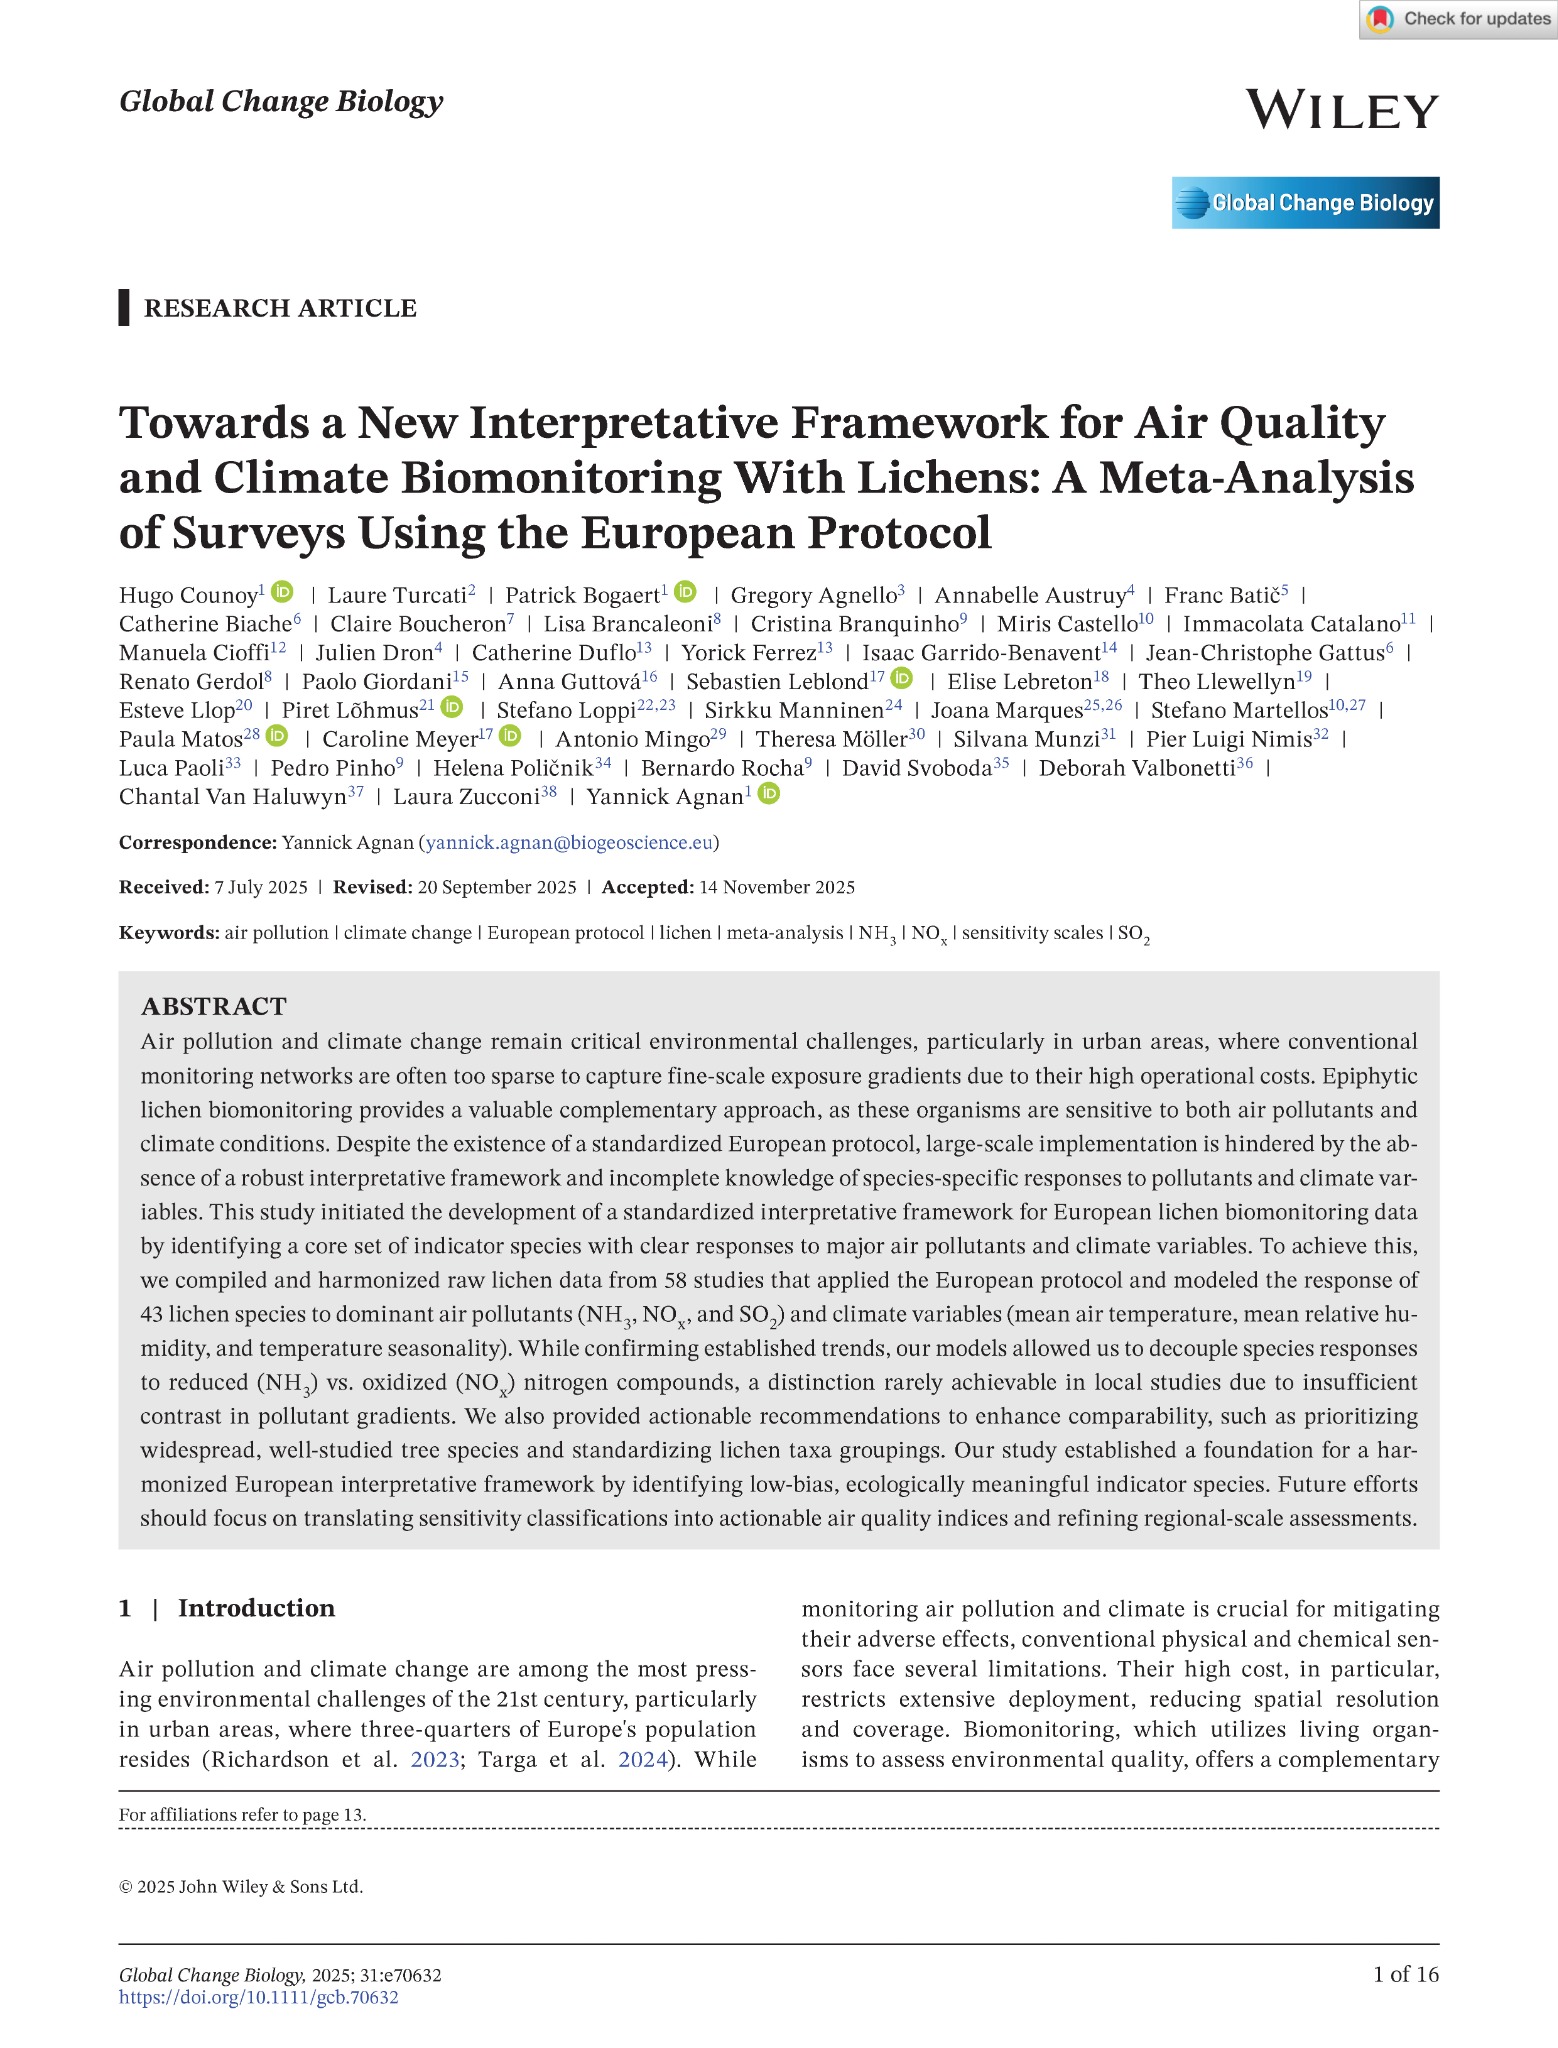 Check for updates
Global Change Biology
WILEY
Global Change Biology
RESEARCH ARTICLE
Towards a New Interpretative Framework for Air Quality
and Climate Biomonitoring With Lichens: A Meta-Analysis
of Surveys Using the European Protocol
Hugo Counoy1 iD | Laure Turcati2 | Patrick Bogaert1 iD | Gregory Agnello3 | Annabelle Austruy4 | Franc Batič5 |
Catherine Biache6 | Claire Boucheron7 | Lisa Brancaleoni8 | Cristina Branquinho9 | Miris Castello10 | Immacolata Catalano11 |
Manuela Cioffi12 | Julien Dron4 | Catherine Duflo13 | Yorick Ferrez13 | Isaac Garrido-Benavent14 | Jean-Christophe Gattus6 |
Renato Gerdol8 | Paolo Giordani15 | Anna Guttová16 | Sebastien Leblond17 iD | Elise Lebreton18 | Theo Llewellyn19 |
Esteve Llop20 | Piret Lõhmus21 iD | Stefano Loppi22,23 | Sirkku Manninen24 | Joana Marques25,26 | Stefano Martellos10,27 |
Paula Matos28 iD | Caroline Meyer17 iD | Antonio Mingo29 | Theresa Möller30 | Silvana Munzi31 | Pier Luigi Nimis32 |
Luca Paoli33 | Pedro Pinho9 | Helena Poličnik34 | Bernardo Rocha9 | David Svoboda35 | Deborah Valbonetti36 |
Chantal Van Haluwyn37 | Laura Zucconi38 | Yannick Agnan1 iD
Correspondence: Yannick Agnan (yannick.agnan@biogeoscience.eu)
Received: 7 July 2025 | Revised: 20 September 2025 | Accepted: 14 November 2025
Keywords: air pollution | climate change | European protocol | lichen | meta-analysis | NH3 | NOx | sensitivity scales | SO2
ABSTRACT
Air pollution and climate change remain critical environmental challenges, particularly in urban areas, where conventional
monitoring networks are often too sparse to capture fine-scale exposure gradients due to their high operational costs. Epiphytic
lichen biomonitoring provides a valuable complementary approach, as these organisms are sensitive to both air pollutants and
climate conditions. Despite the existence of a standardized European protocol, large-scale implementation is hindered by the ab-
sence of a robust interpretative framework and incomplete knowledge of species-specific responses to pollutants and climate var-
iables. This study initiated the development of a standardized interpretative framework for European lichen biomonitoring data
by identifying a core set of indicator species with clear responses to major air pollutants and climate variables. To achieve this,
we compiled and harmonized raw lichen data from 58 studies that applied the European protocol and modeled the response of
43 lichen species to dominant air pollutants (NH3, NOx, and SO2) and climate variables (mean air temperature, mean relative hu-
midity, and temperature seasonality). While confirming established trends, our models allowed us to decouple species responses
to reduced (NH3) vs. oxidized (NOx) nitrogen compounds, a distinction rarely achievable in local studies due to insufficient
contrast in pollutant gradients. We also provided actionable recommendations to enhance comparability, such as prioritizing
widespread, well-studied tree species and standardizing lichen taxa groupings. Our study established a foundation for a har-
monized European interpretative framework by identifying low-bias, ecologically meaningful indicator species. Future efforts
should focus on translating sensitivity classifications into actionable air quality indices and refining regional-scale assessments.
1 | Introduction
Air pollution and climate change are among the most press-
ing environmental challenges of the 21st century, particularly
in urban areas, where three-quarters of Europe's population
resides (Richardson et al. 2023; Targa et al. 2024). While
monitoring air pollution and climate is crucial for mitigating
their adverse effects, conventional physical and chemical sen-
sors face several limitations. Their high cost, in particular,
restricts extensive deployment, reducing spatial resolution
and coverage. Biomonitoring, which utilizes living organ-
isms to assess environmental quality, offers a complementary
For affiliations refer to page 13.
© 2025 John Wiley & Sons Ltd.
Global Change Biology, 2025; 31:e70632
https://doi.org/10.1111/gcb.70632
1 of 16